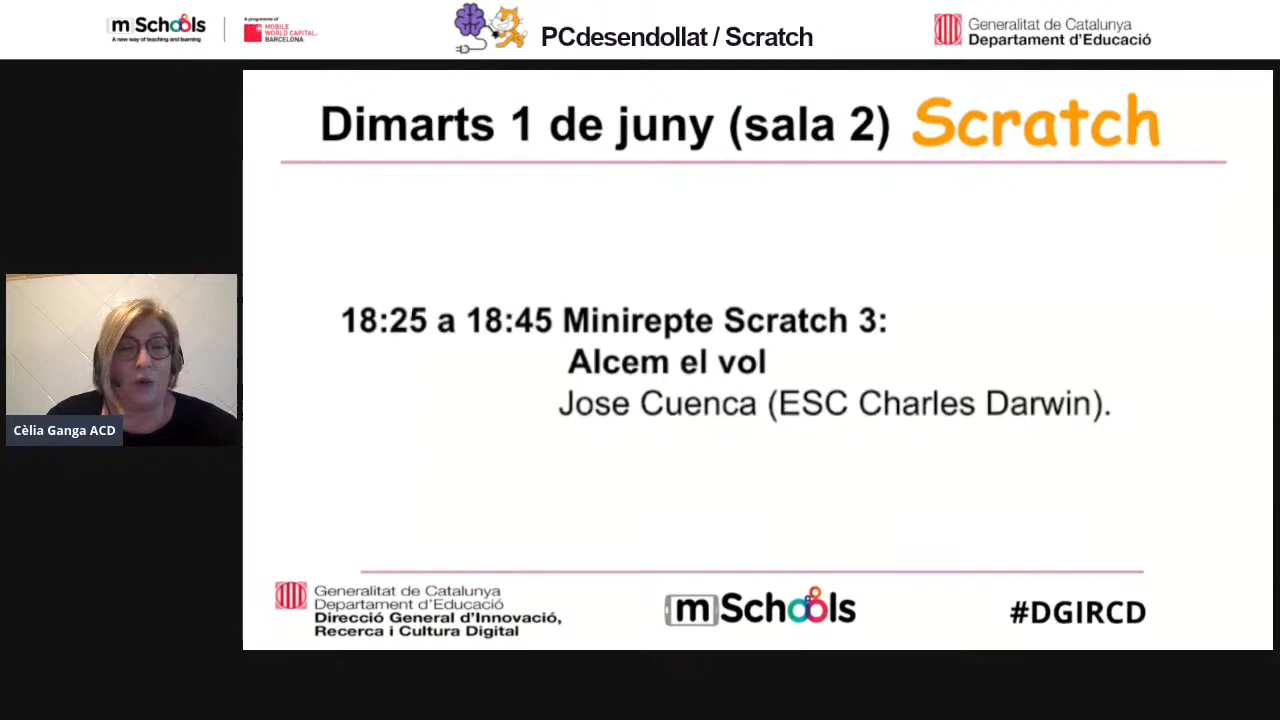 mSchools
A new way of teaching and learning
A programme of
MOBILE
WORLD CAPITAL
BARCELONA
PCdesendollat / Scratch
Generalitat de Catalunya
Departament d'Educació
Dimarts 1 de juny (sala 2) Scratch
18:25 a 18:45 Minirepte Scratch 3:
Alcem el vol
Jose Cuenca (ESC Charles Darwin).
Cèlia Ganga ACD
Generalitat de Catalunya
Departament d'Educació
Direcció General d'Innovació,
Recerca i Cultura Digital
mSchools
#DGIRCD